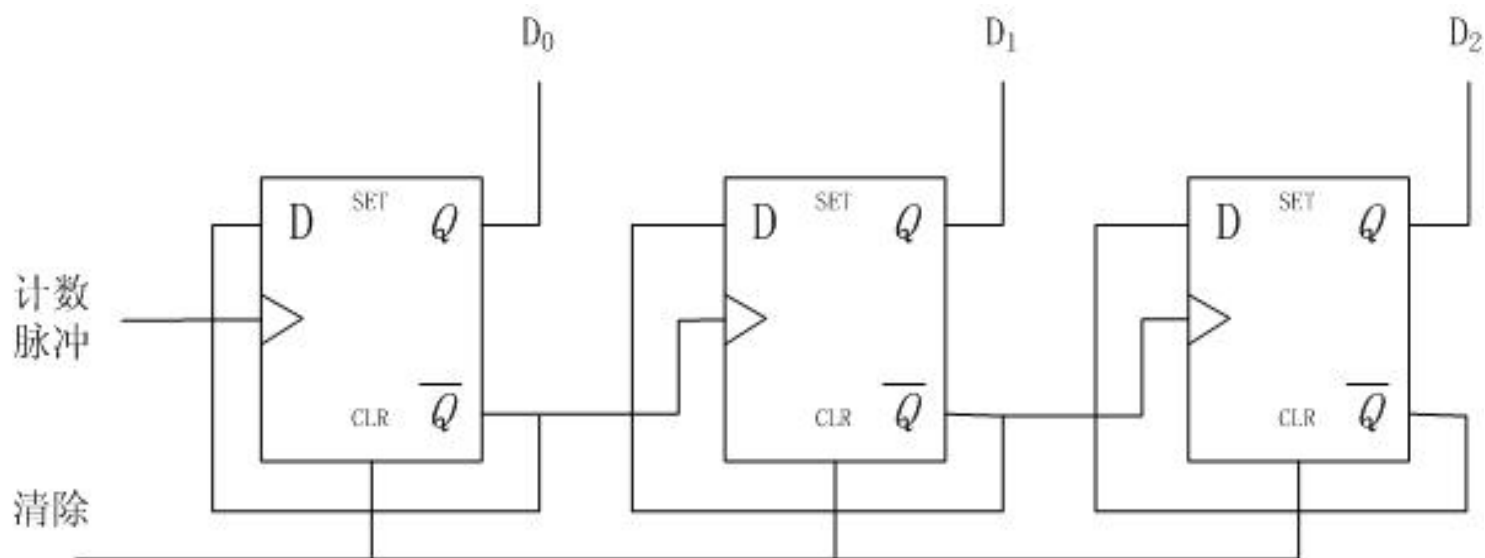 D₀
D₁
D₂
SET
D
Q
SET
D
Q
SET
D
Q
计数
脉冲
CLR
Q̅
CLR
Q̅
CLR
Q̅
清除